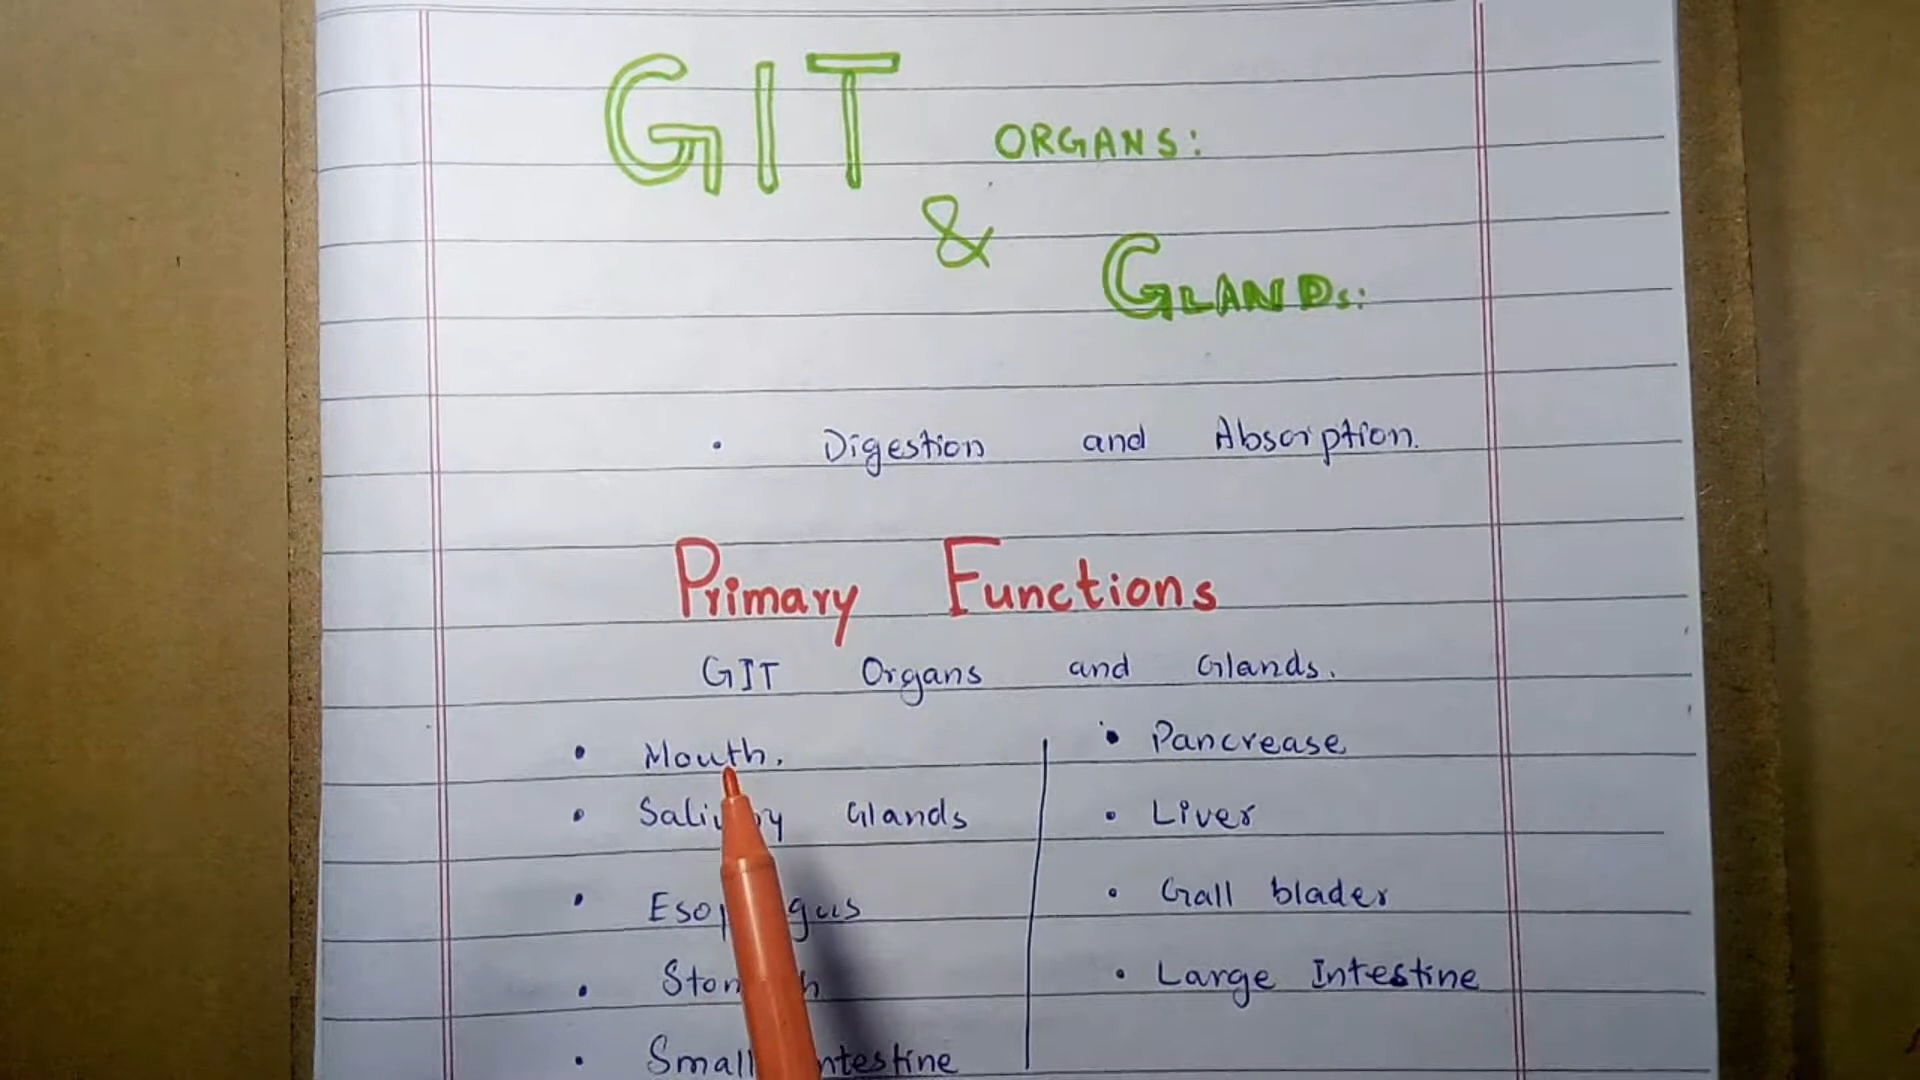 GIT ORGANS:
&
GLANDs:
• Digestion and Absorption.
Primary Functions
GIT Organs and Glands.
• Mouth.
• Glands
• Small
• Pancrease
• Liver
• Gall blader
• Large Intestine